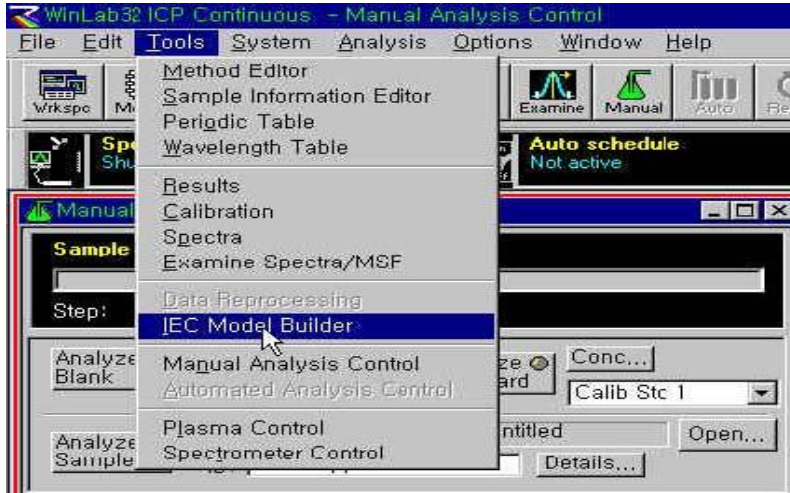 WinLab32 ICP Continuous - Manual Analysis Control
File Edit Tools System Analysis Options Window Help
Wrkspc Examine Manual Auto
Method Editor
Sample Information Editor
Periodic Table
Wavelength Table
Results
Calibration
Spectra
Examine Spectra/MSF
Data Reprocessing
IEC Model Builder
Manual Analysis Control
Automated Analysis Control
Plasma Control
Spectrometer Control
Auto schedule
Not active
Manual
Sample
Step:
Analyze
Blank
Conc...
Calib Stc 1
Analyze
Sample
Open...
Details...